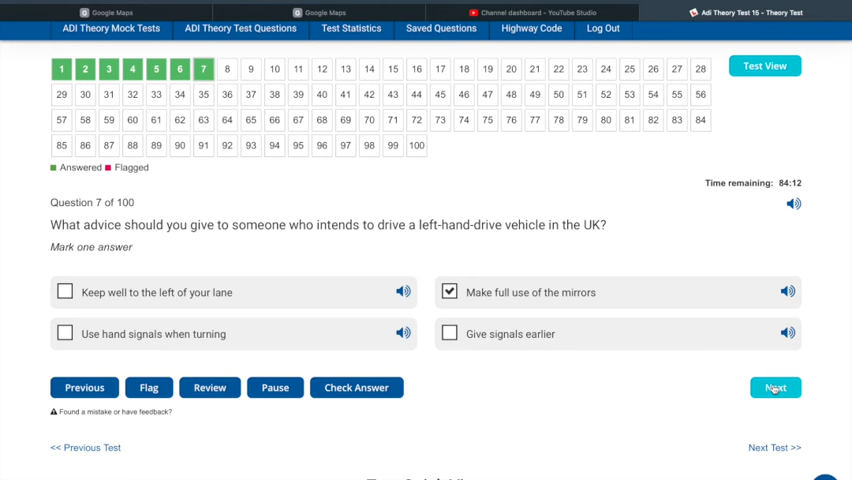 Google Maps Google Maps Channel dashboard - YouTube Studio Adi Theory Test 15 - Theory Test
ADI Theory Mock Tests ADI Theory Test Questions Test Statistics Saved Questions Highway Code Log Out
1 2 3 4 5 6 7 8 9 10 11 12 13 14 15 16 17 18 19 20 21 22 23 24 25 26 27 28
Test View
29 30 31 32 33 34 35 36 37 38 39 40 41 42 43 44 45 46 47 48 49 50 51 52 53 54 55 56
57 58 59 60 61 62 63 64 65 66 67 68 69 70 71 72 73 74 75 76 77 78 79 80 81 82 83 84
85 86 87 88 89 90 91 92 93 94 95 96 97 98 99 100
Answered Flagged
Time remaining: 84:12
Question 7 of 100
What advice should you give to someone who intends to drive a left-hand-drive vehicle in the UK?
Mark one answer
Keep well to the left of your lane
Make full use of the mirrors
Use hand signals when turning
Give signals earlier
Previous Flag Review Pause Check Answer Next
Found a mistake or have feedback?
<< Previous Test Next Test >>